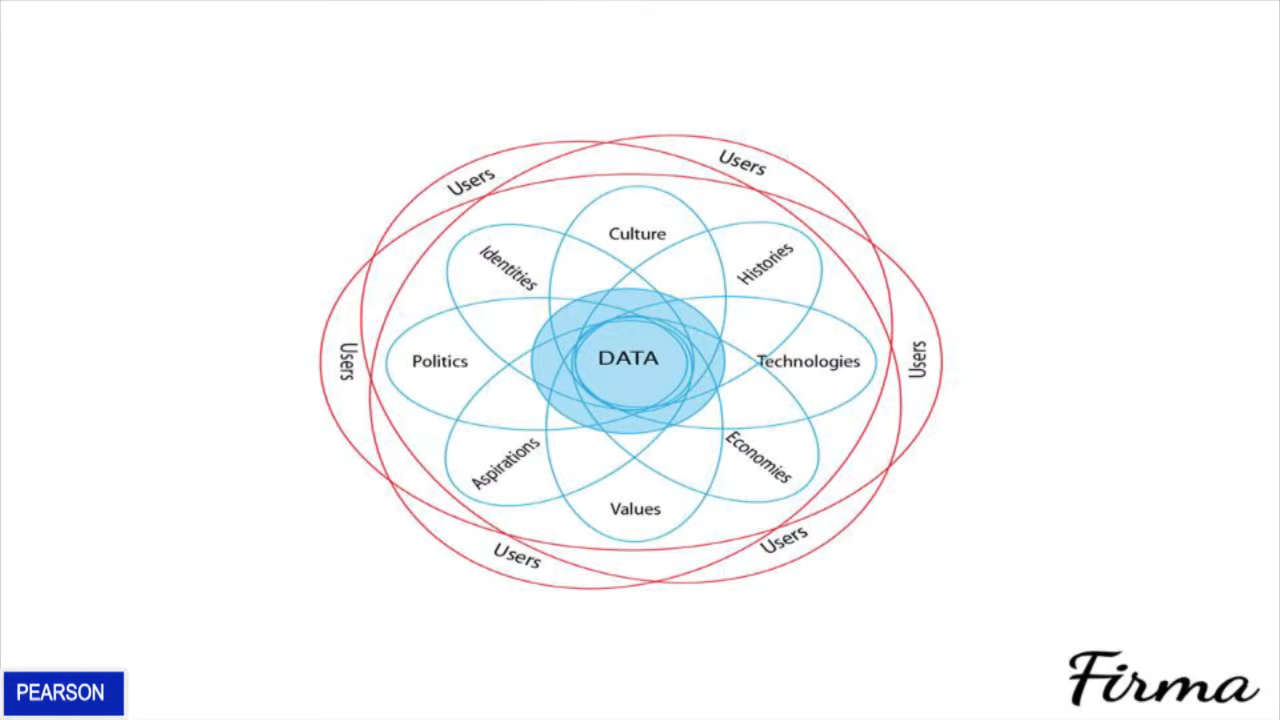 Users
Users
Culture
Identities
Histories
Users
Politics
DATA
Technologies
Users
Aspirations
Economies
Values
Users
Users
PEARSON
Firma